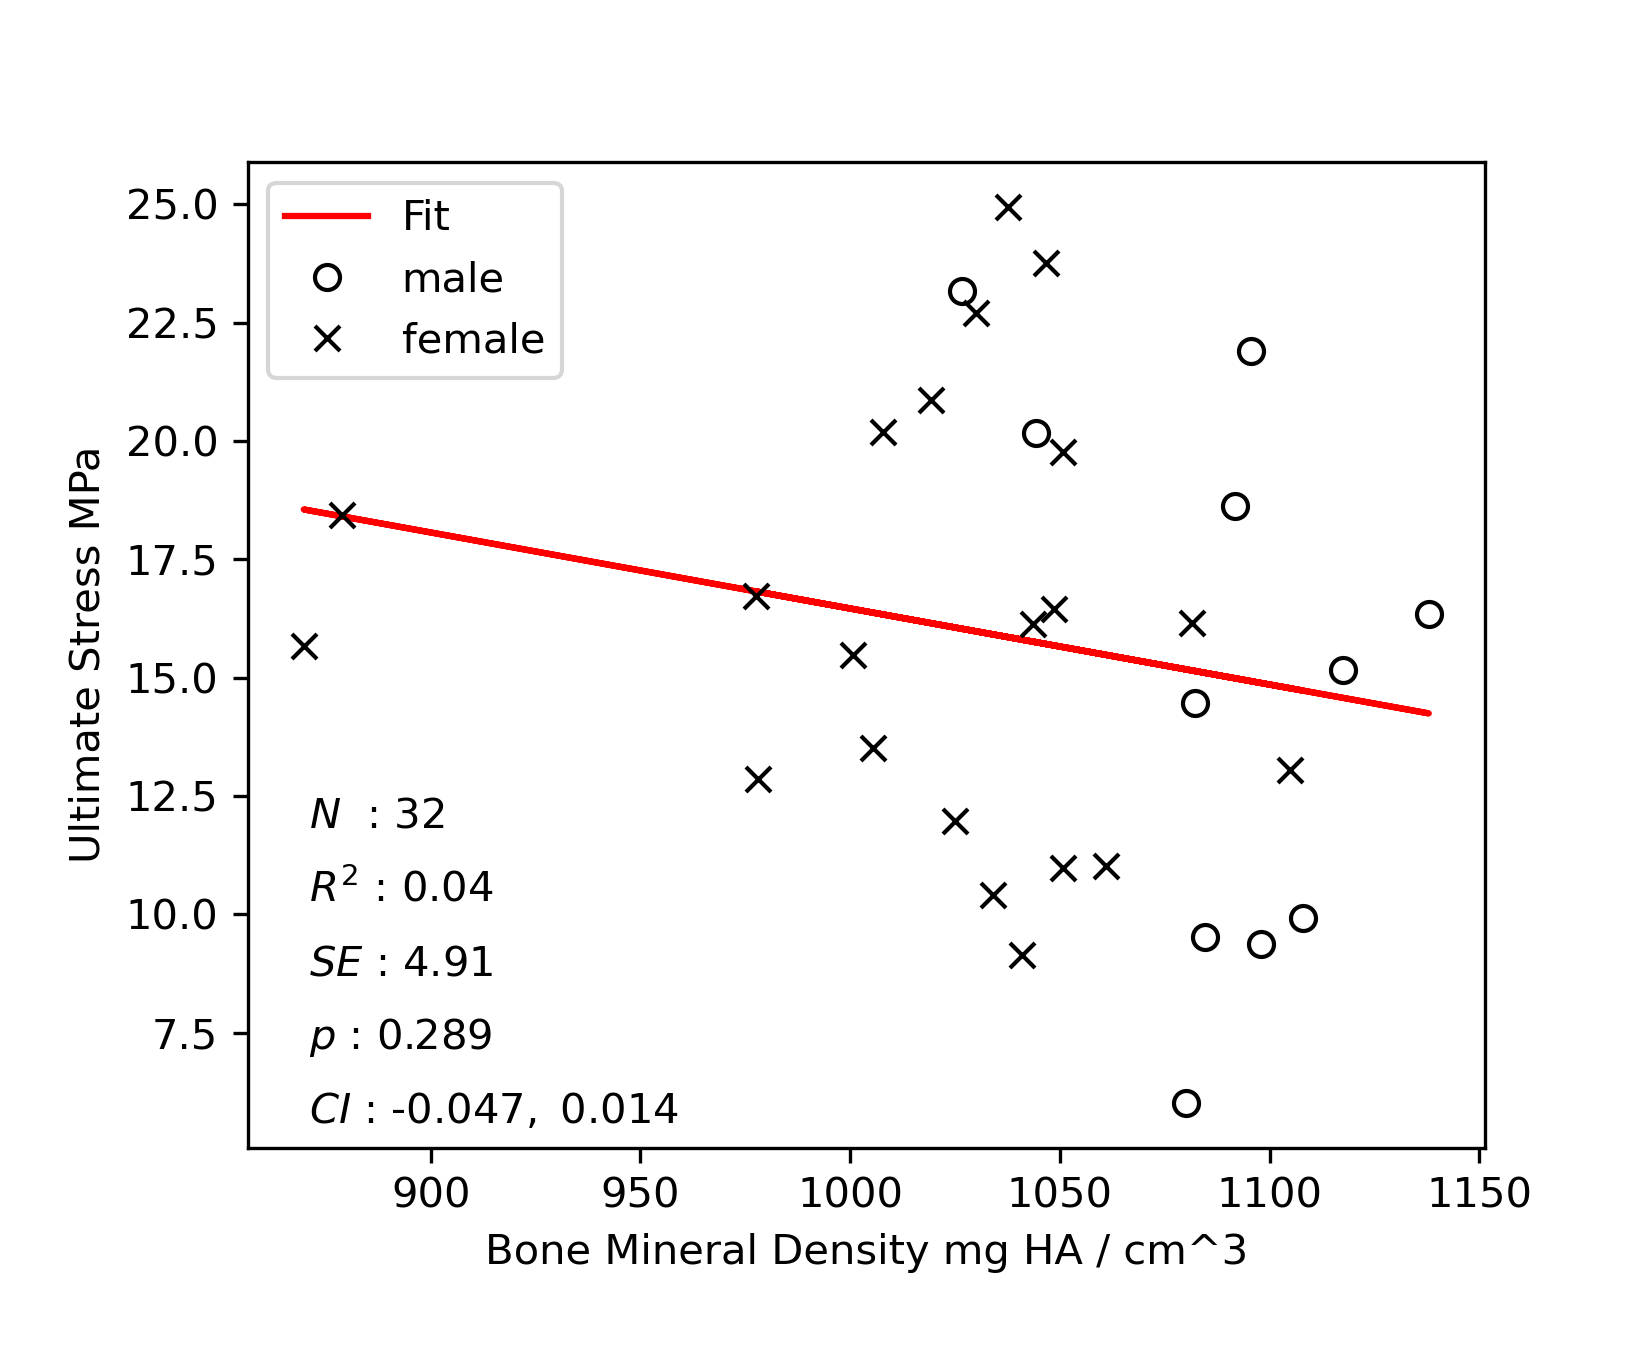 Fit
male
female
25.0
22.5
20.0
17.5
15.0
12.5
10.0
7.5
Ultimate Stress MPa
N : 32
R² : 0.04
SE : 4.91
p : 0.289
CI : -0.047, 0.014
900 950 1000 1050 1100 1150
Bone Mineral Density mg HA / cm^3